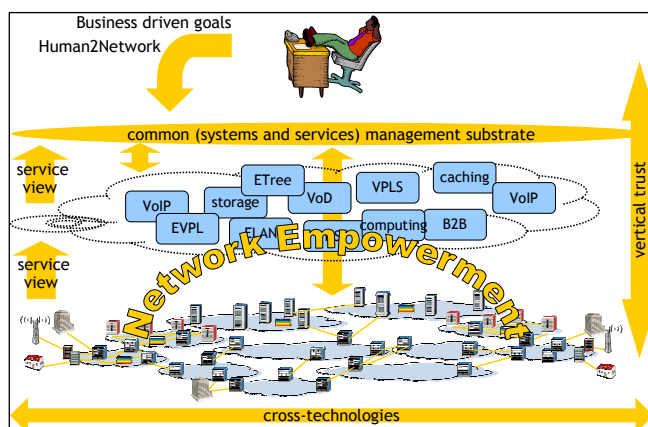 Business driven goals
Human2Network
common (systems and services) management substrate
service
view
ETree
VoD
VPLS
caching
VoIP
storage
VoIP
EVPL
ELAN
computing
B2B
Network Empowerment
service
view
vertical trust
cross-technologies